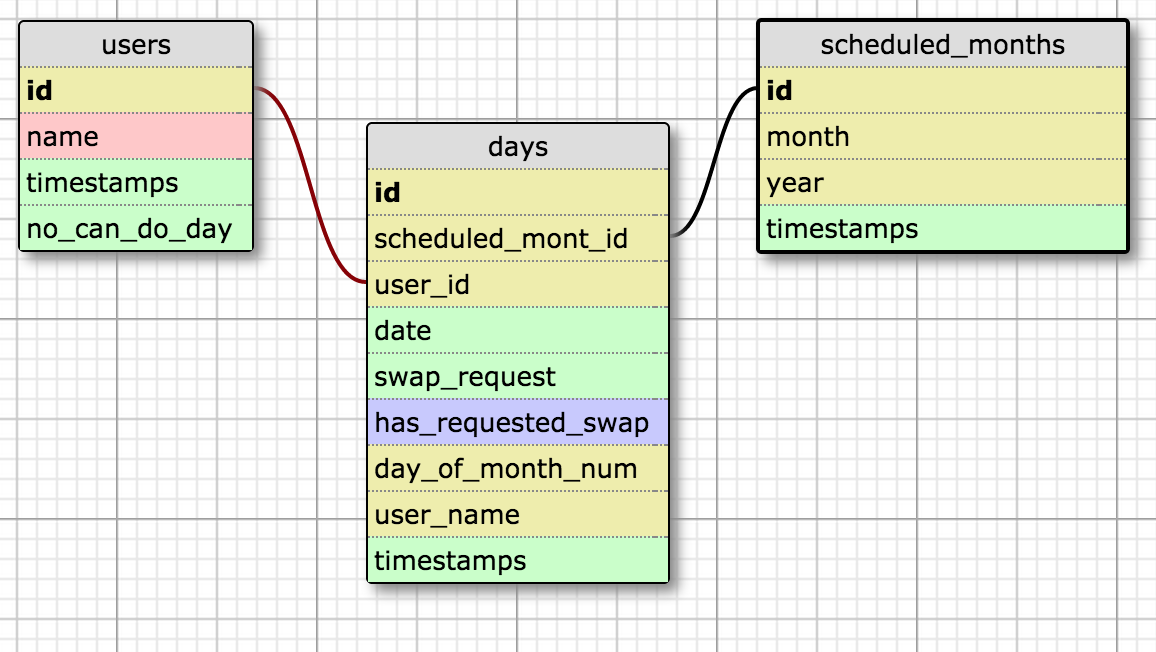 users
id
name
timestamps
no_can_do_day
days
id
scheduled_mont_id
user_id
date
swap_request
has_requested_swap
day_of_month_num
user_name
timestamps
scheduled_months
id
month
year
timestamps